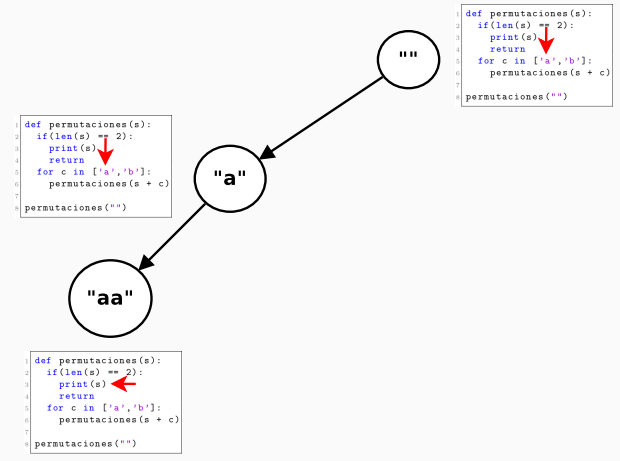 ""
1 def permutaciones(s):
2   if(len(s) == 2):
3     print(s)
4     return
5   for c in ['a','b']:
6     permutaciones(s + c)
7
8 permutaciones("")
"a"
1 def permutaciones(s):
2   if(len(s) == 2):
3     print(s)
4     return
5   for c in ['a','b']:
6     permutaciones(s + c)
7
8 permutaciones("")
"aa"
1 def permutaciones(s):
2   if(len(s) == 2):
3     print(s)
4     return
5   for c in ['a','b']:
6     permutaciones(s + c)
7
8 permutaciones("")